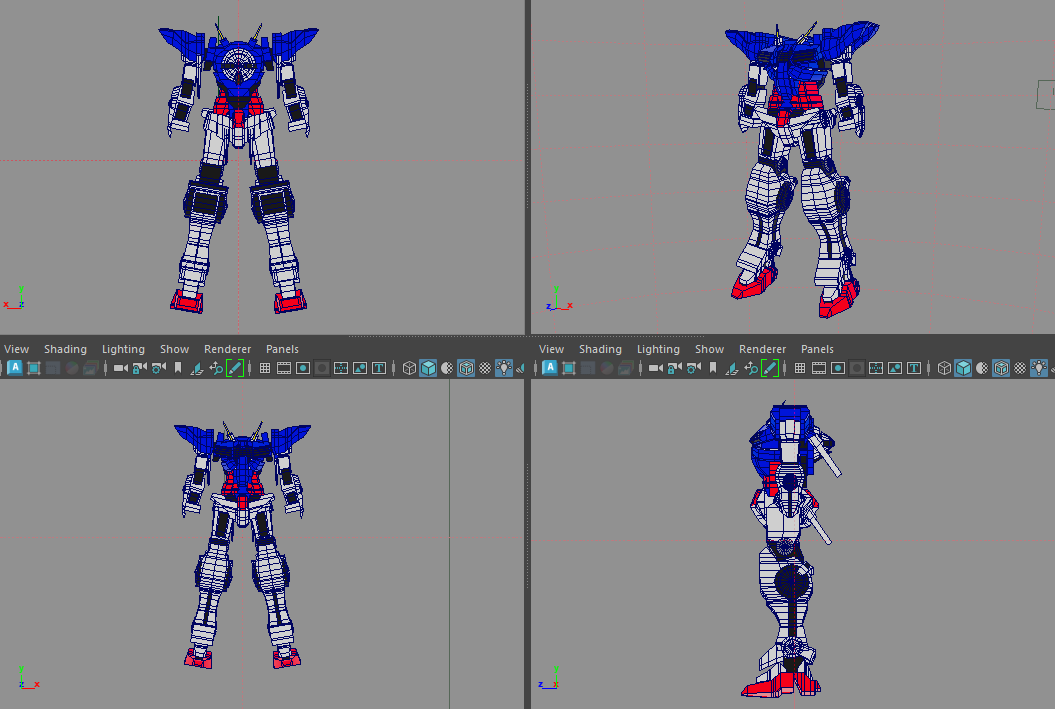 y
x z
y
z x
View Shading Lighting Show Renderer Panels
View Shading Lighting Show Renderer Panels
A T
A T
y
z x
y
z x